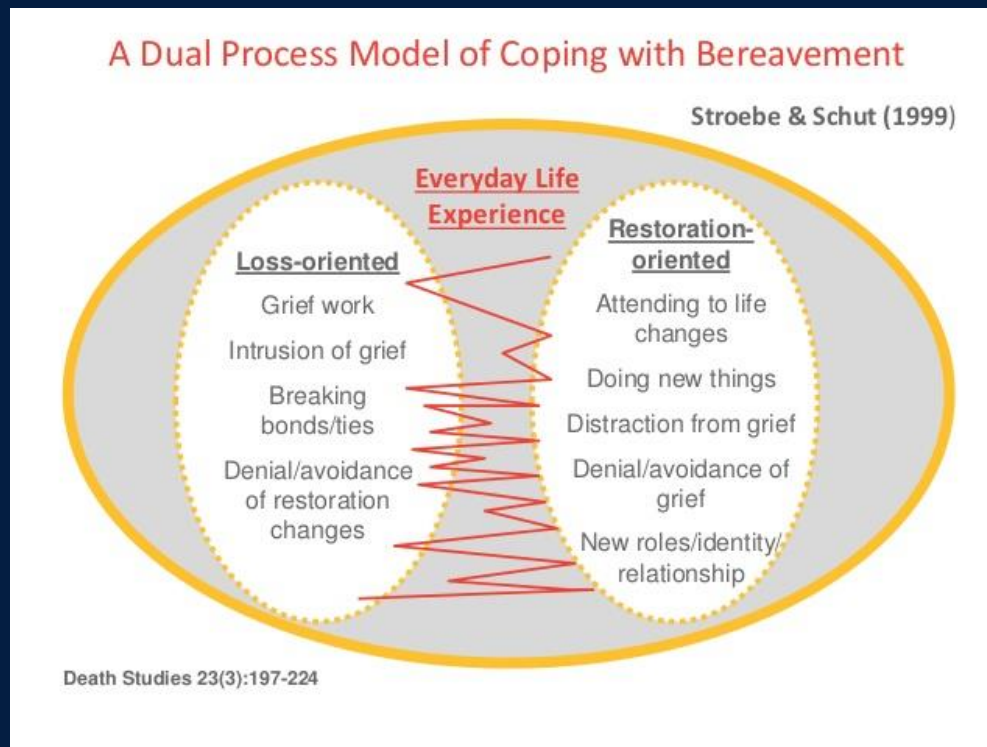 A Dual Process Model of Coping with Bereavement
Stroebe & Schut (1999)
Everyday Life
Experience
Loss-oriented
Grief work
Intrusion of grief
Breaking
bonds/ties
Denial/avoidance
of restoration
changes
Restoration-
oriented
Attending to life
changes
Doing new things
Distraction from grief
Denial/avoidance of
grief
New roles/identity/
relationship
Death Studies 23(3):197-224